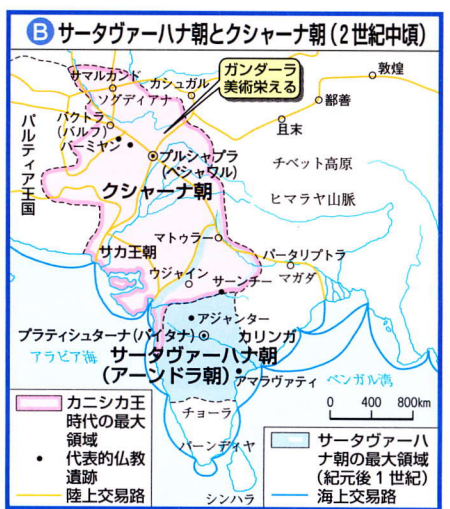 B サータヴァーハナ朝とクシャーナ朝(2世紀中頃)
ガンダーラ
美術栄える
サマルカンド
カシュガル
敦煌
ソグディアナ
鄯善
且末
バクトラ
(バルフ)
バーミヤン
パルティア王国
プルシャプラ
(ペシャワル)
チベット高原
クシャーナ朝
ヒマラヤ山脈
マトゥラー
サカ王朝
パータリプトラ
ウジャイン
サーンチー
マガダ
アジャンター
プラティシュターナ(パイタナ)
カリンガ
アラビア海
サータヴァーハナ朝
(アーンドラ朝)
アマラヴァティ
ベンガル湾
チョーラ
パーンディヤ
シンハラ
0 400 800km
カニシカ王
時代の最大
領域
代表的仏教
遺跡
陸上交易路
サータヴァーハ
ナ朝の最大領域
(紀元後1世紀)
海上交易路